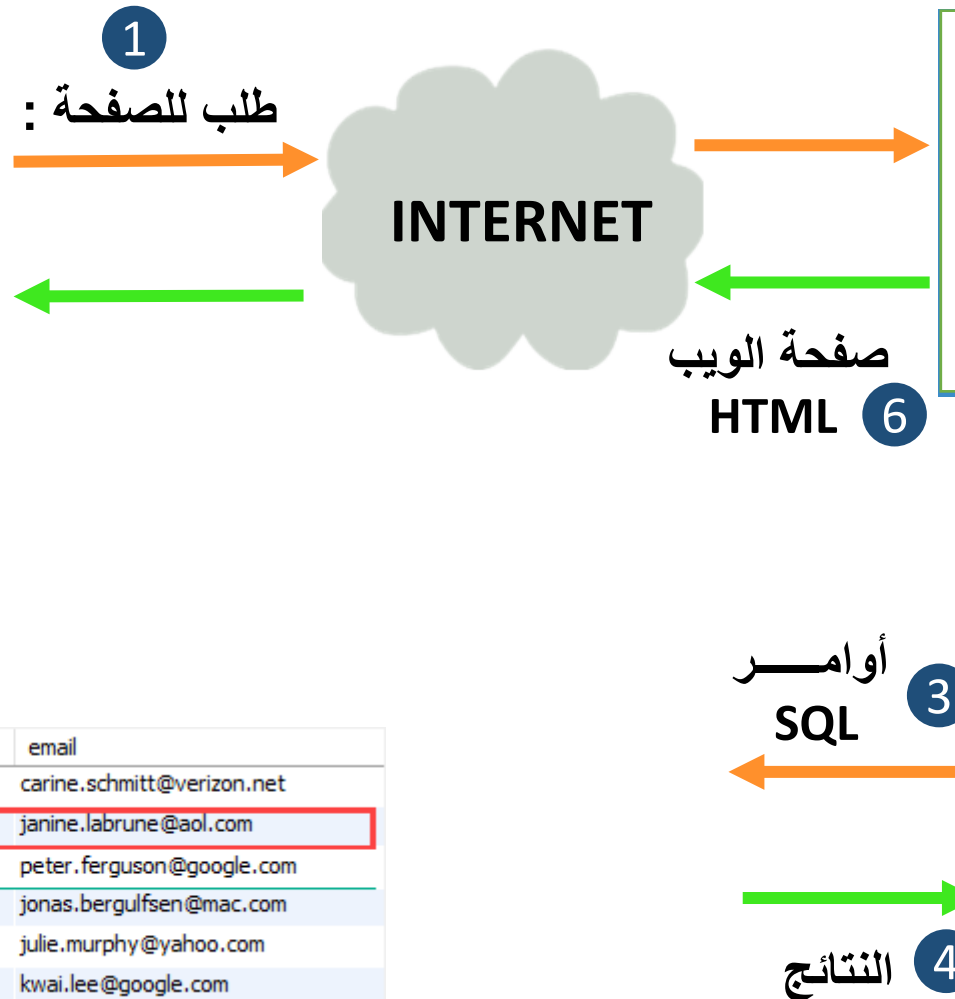 1
طلب للصفحة :
INTERNET
صفحة الويب
HTML 6
أوامـــــر 3
SQL
email
carine.schmitt@verizon.net
janine.labrune@aol.com
peter.ferguson@google.com
jonas.bergulfsen@mac.com
julie.murphy@yahoo.com
kwai.lee@google.com
النتائج 4